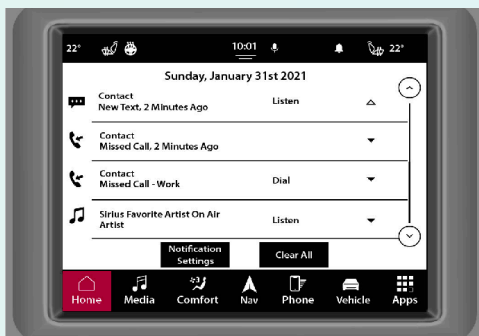 22°
10:01
22°
Sunday, January 31st 2021
Contact
New Text, 2 Minutes Ago
Listen
Contact
Missed Call, 2 Minutes Ago
Contact
Missed Call - Work
Dial
Sirius Favorite Artist On Air
Artist
Listen
Notification
Settings
Clear All
Home
Media
Comfort
Nav
Phone
Vehicle
Apps